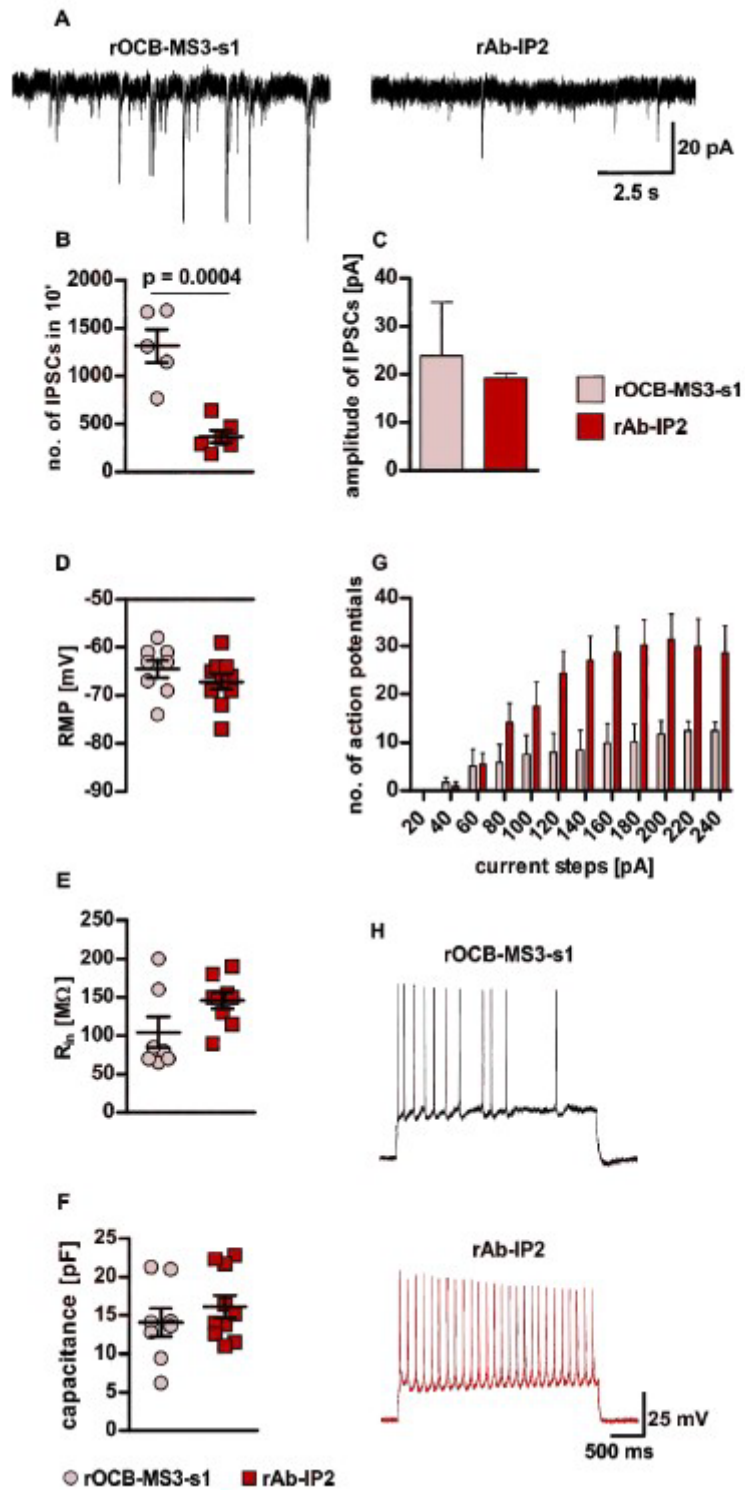 A
rOCB-MS3-s1
rAb-IP2
20 pA
2.5 s
B
p = 0.0004
no. of IPSCs in 10'
2000
1500
1000
500
0
C
amplitude of IPSCs [pA]
40
30
20
10
0
rOCB-MS3-s1
rAb-IP2
D
RMP [mV]
-50
-60
-70
-80
-90
G
no. of action potentials
40
30
20
10
0
20 40 60 80 100 120 140 160 180 200 220 240
current steps [pA]
E
Rin [MΩ]
250
200
150
100
50
0
H
rOCB-MS3-s1
F
capacitance [pF]
25
20
15
10
5
0
rAb-IP2
25 mV
500 ms
rOCB-MS3-s1 rAb-IP2